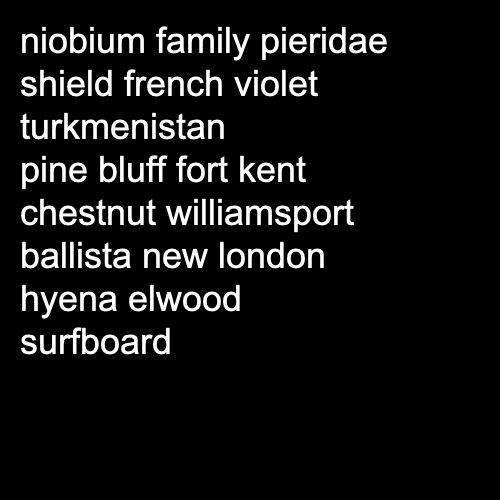 niobium family pieridae
shield french violet
turkmenistan
pine bluff fort kent
chestnut williamsport
ballista new london
hyena elwood
surfboard